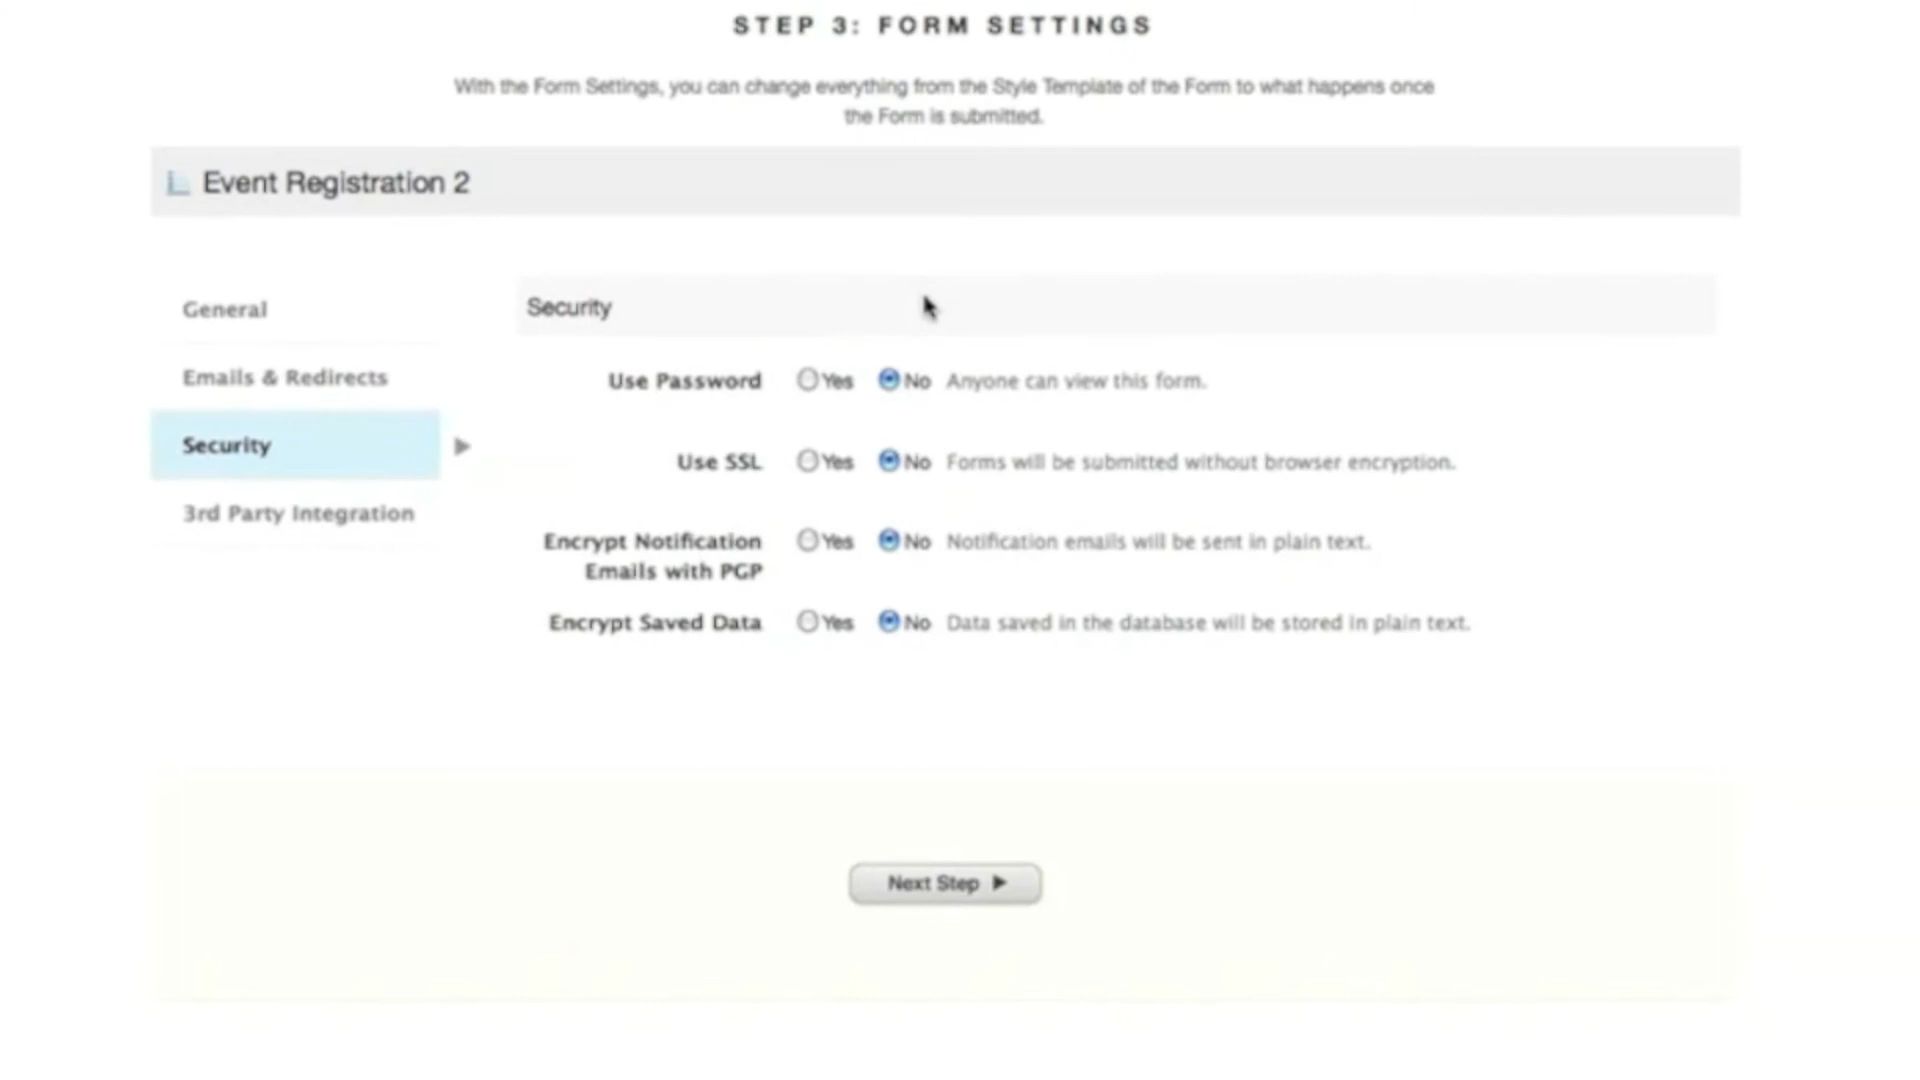 STEP 3: FORM SETTINGS
With the Form Settings, you can change everything from the Style Template of the Form to what happens once
the Form is submitted.
Event Registration 2
General
Emails & Redirects
Security
3rd Party Integration
Security
Use Password Yes No Anyone can view this form.
Use SSL Yes No Forms will be submitted without browser encryption.
Encrypt Notification Yes No Notification emails will be sent in plain text.
Emails with PGP
Encrypt Saved Data Yes No Data saved in the database will be stored in plain text.
Next Step